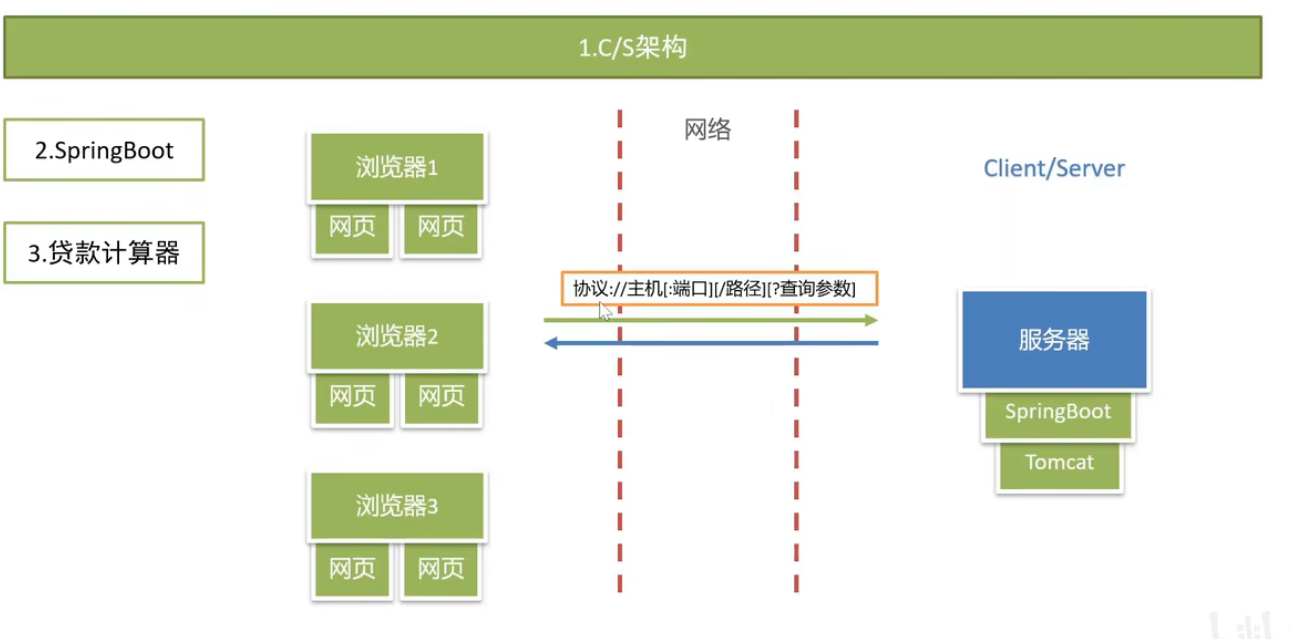 1.C/S架构
2.SpringBoot
3.贷款计算器
浏览器1
网页 网页
浏览器2
网页 网页
浏览器3
网页 网页
网络
协议://主机[:端口][/路径][?查询参数]
Client/Server
服务器
SpringBoot
Tomcat